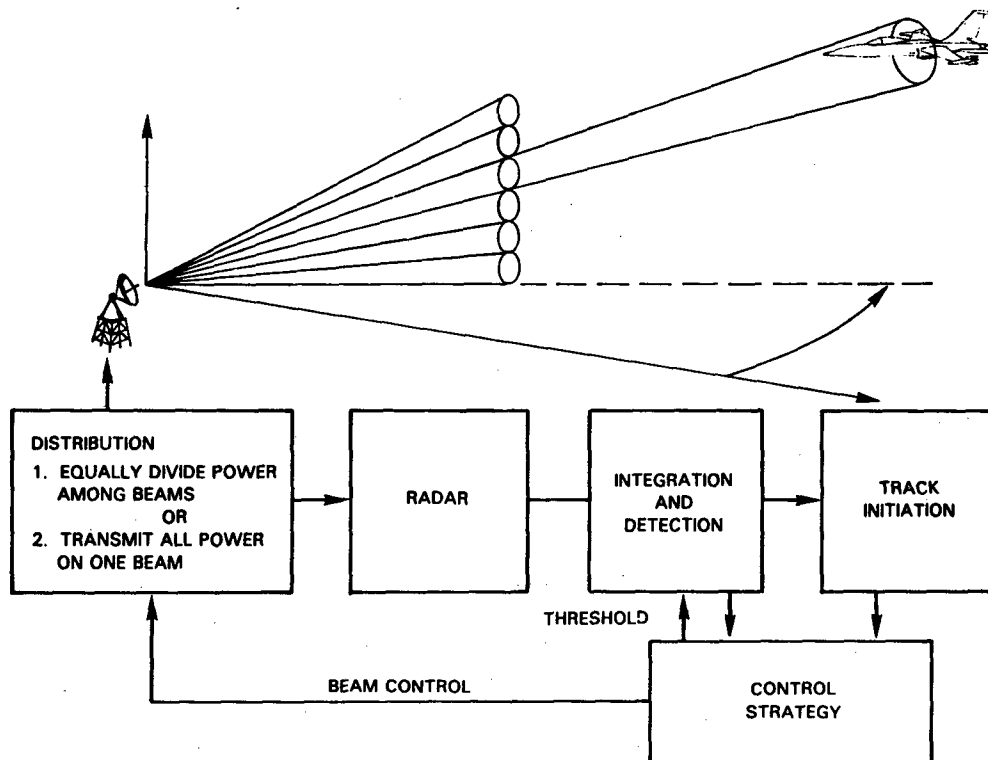 DISTRIBUTION
1. EQUALLY DIVIDE POWER
AMONG BEAMS
OR
2. TRANSMIT ALL POWER
ON ONE BEAM
RADAR
INTEGRATION
AND
DETECTION
TRACK
INITIATION
THRESHOLD
BEAM CONTROL
CONTROL
STRATEGY